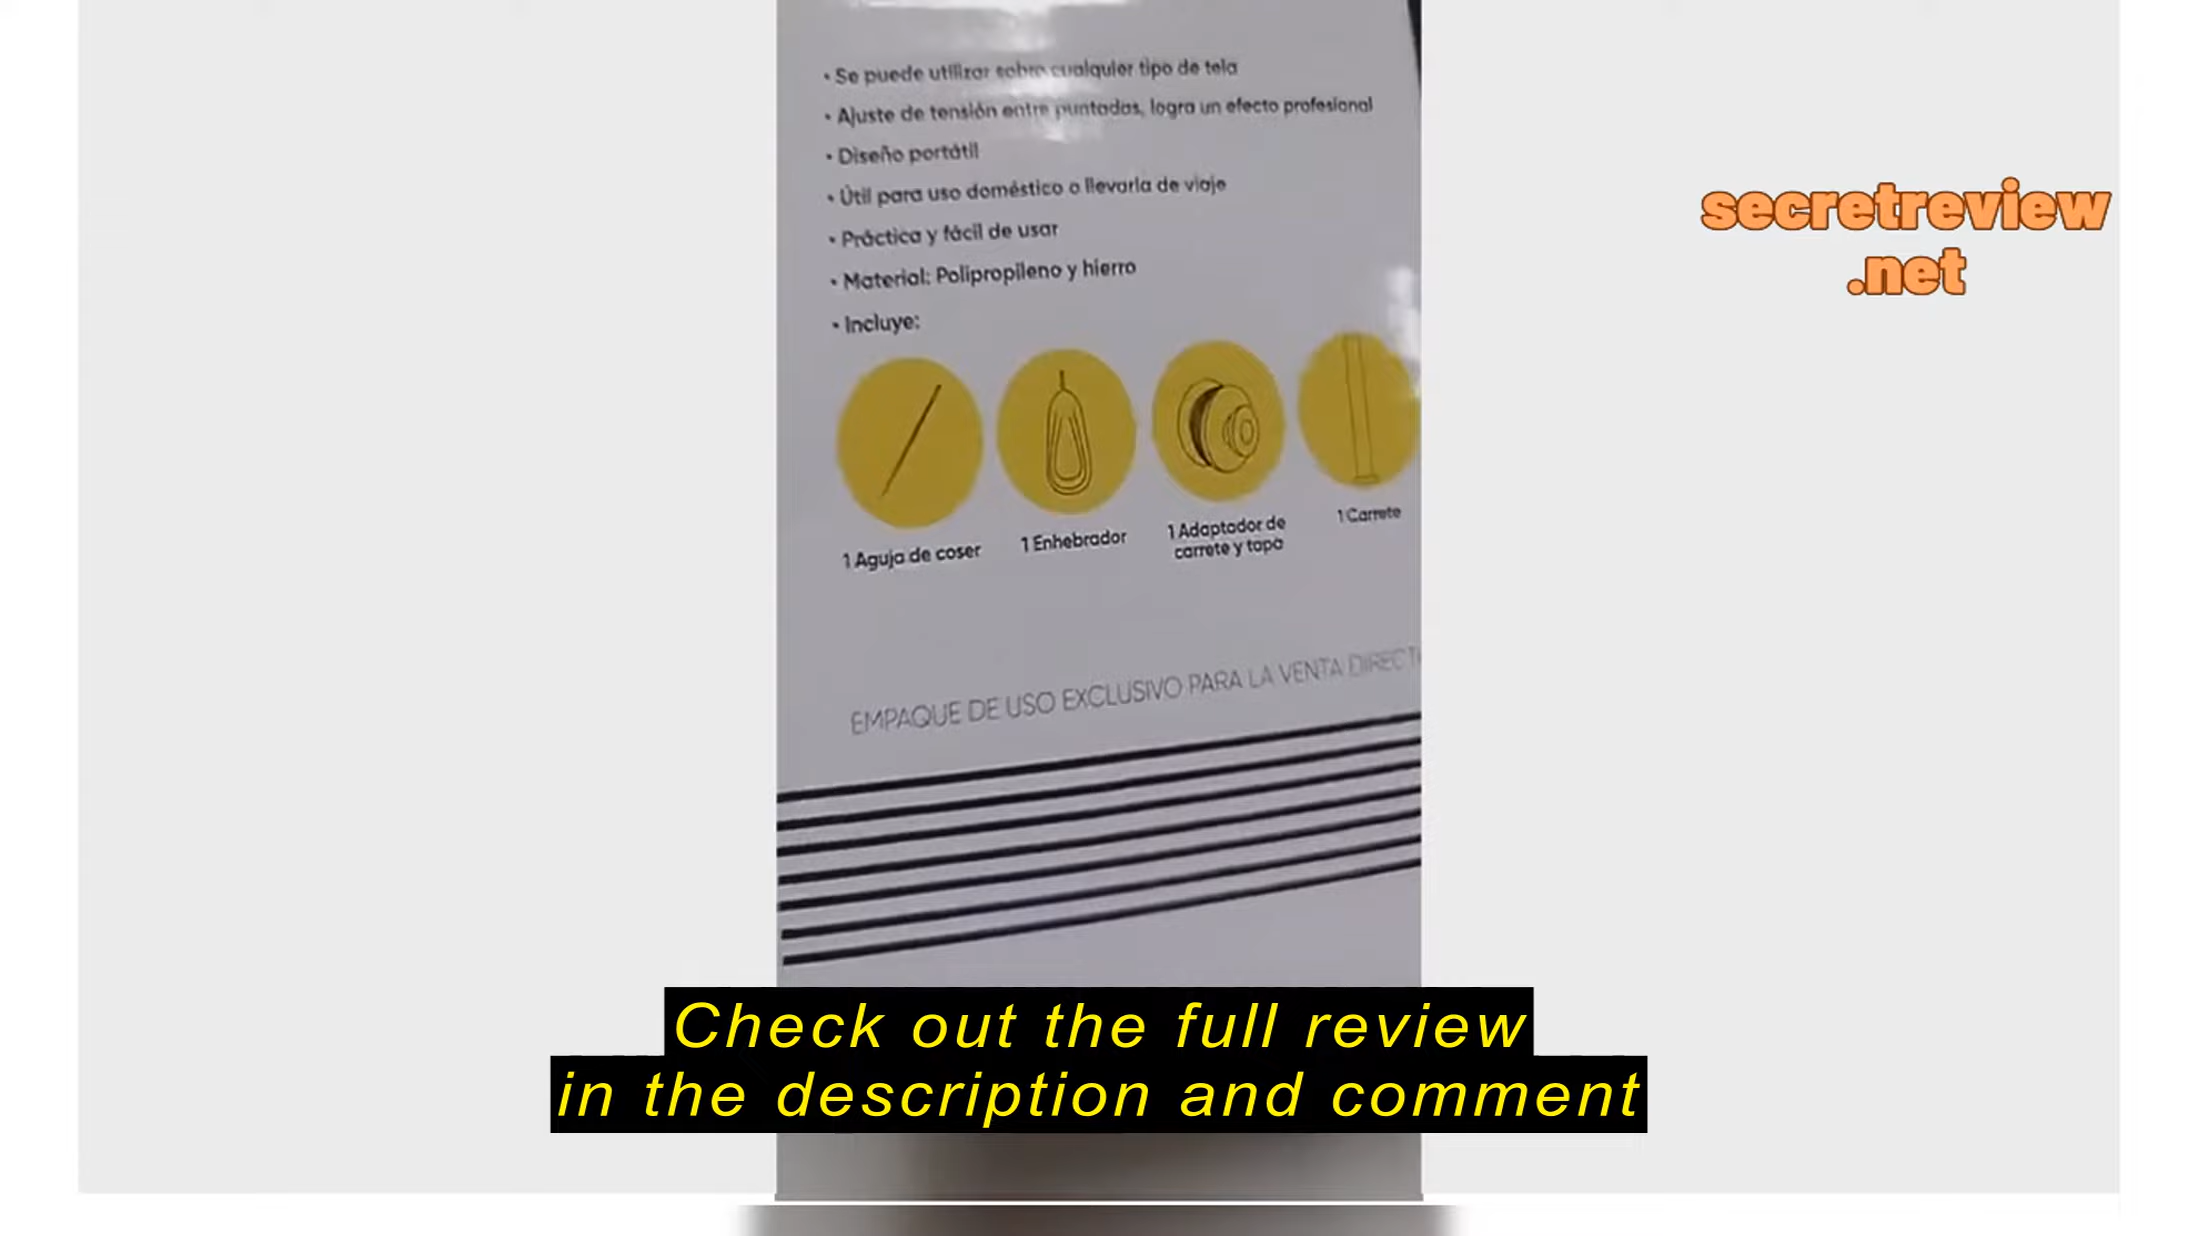 • Se puede utilizar sobre cualquier tipo de tela
• Ajuste de tensión entre puntadas, logra un efecto profesional
• Diseño portátil
• Útil para uso doméstico o llevarla de viaje
• Práctica y fácil de usar
• Material: Polipropileno y hierro
• Incluye:
1 Aguja de coser
1 Enhebrador
1 Adaptador de
carrete y tapa
1 Carrete
EMPAQUE DE USO EXCLUSIVO PARA LA VENTA
secretreview
.net
Check out the full review
in the description and comment